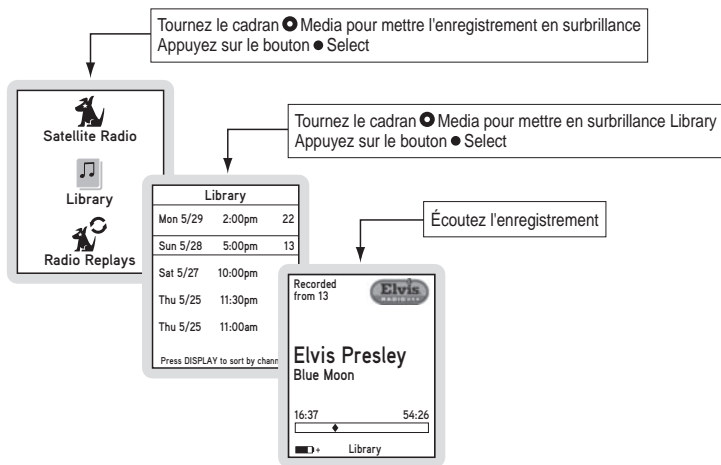 Tournez le cadran Media pour mettre l'enregistrement en surbrillance
Appuyez sur le bouton ● Select
Satellite Radio
Library
Radio Replays
Tournez le cadran Media pour mettre en surbrillance Library
Appuyez sur le bouton ● Select
Library
Mon 5/29 2:00pm 22
Sun 5/28 5:00pm 13
Sat 5/27 10:00pm
Thu 5/25 11:30pm
Thu 5/25 11:00am
Press DISPLAY to sort by chann
Écoutez l'enregistrement
Recorded
from 13
Elvis
RADIO
Elvis Presley
Blue Moon
16:37 54:26
Library